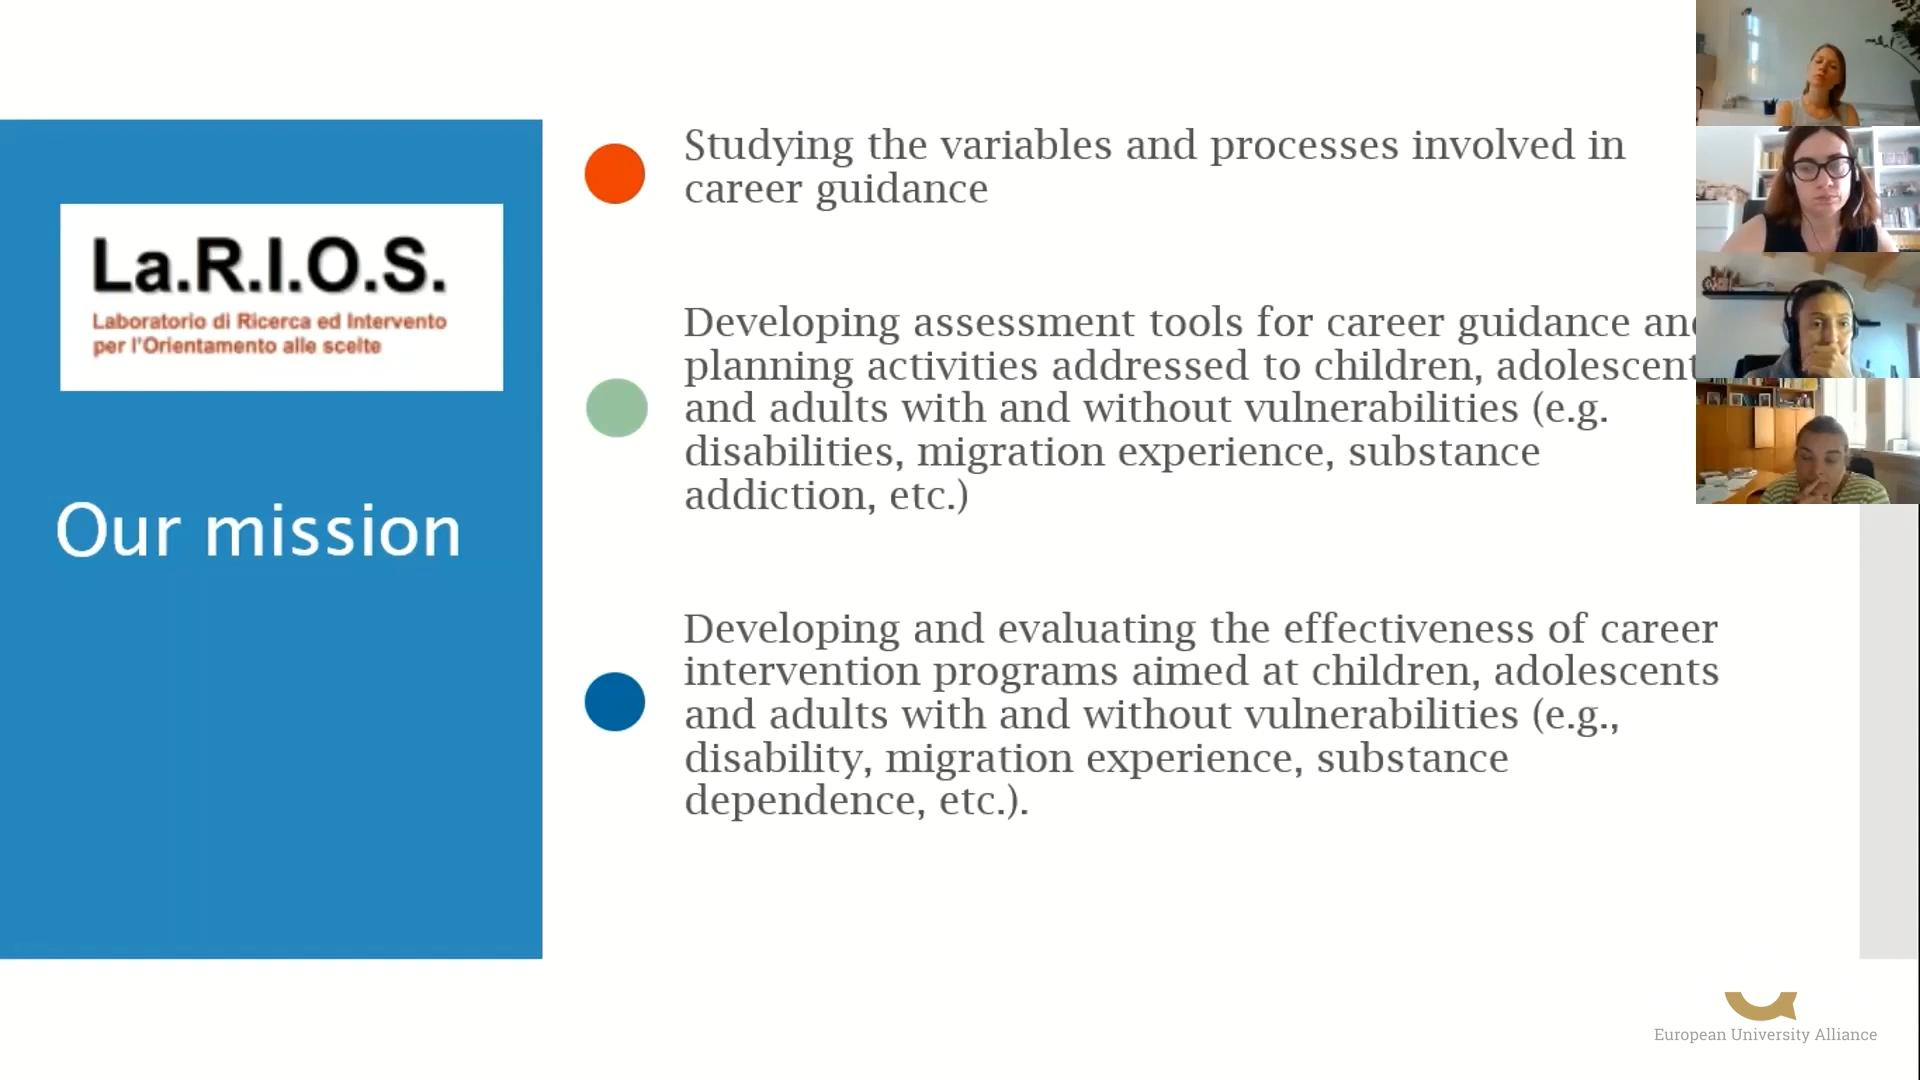 La.R.I.O.S.
Laboratorio di Ricerca ed Intervento
per l'Orientamento alle scelte
Our mission
Studying the variables and processes involved in
career guidance
Developing assessment tools for career guidance an
planning activities addressed to children, adolescent
and adults with and without vulnerabilities (e.g.
disabilities, migration experience, substance
addiction, etc.)
Developing and evaluating the effectiveness of career
intervention programs aimed at children, adolescents
and adults with and without vulnerabilities (e.g.,
disability, migration experience, substance
dependence, etc.).
European University Alliance